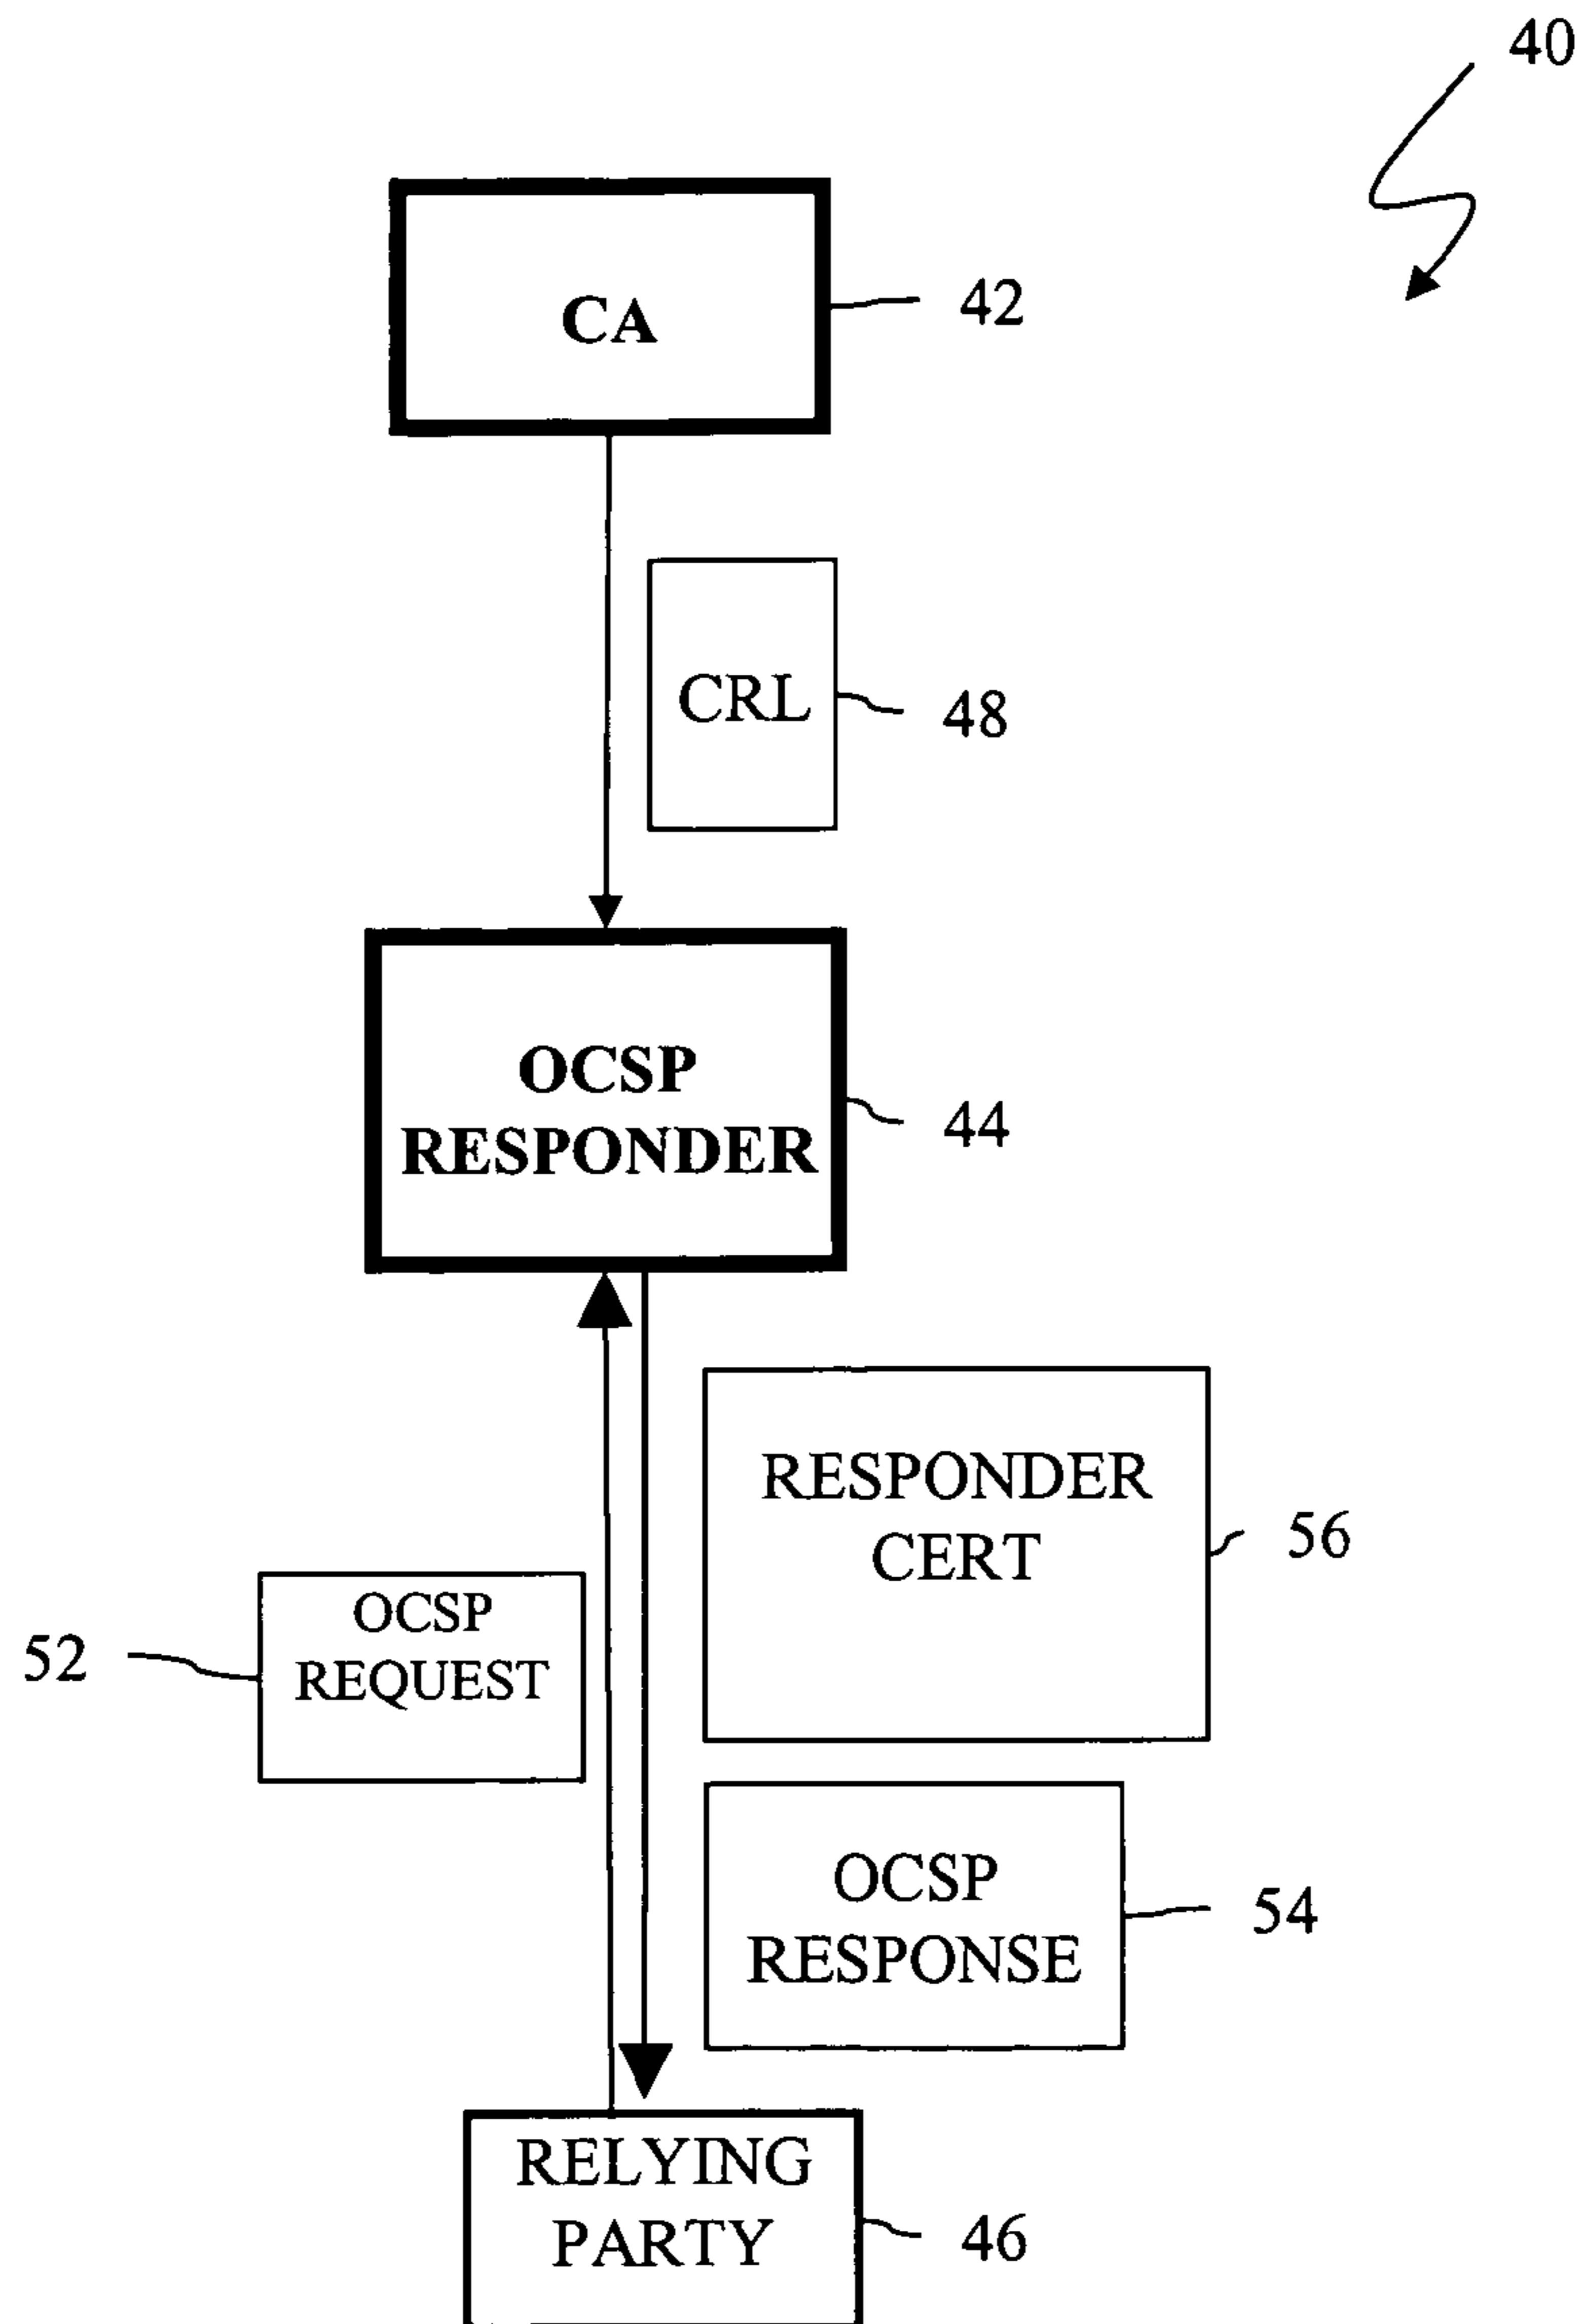 40
CA
42
CRL
48
OCSP
RESPONDER
44
RESPONDER
CERT
56
OCSP
REQUEST
52
OCSP
RESPONSE
54
RELYING
PARTY
46